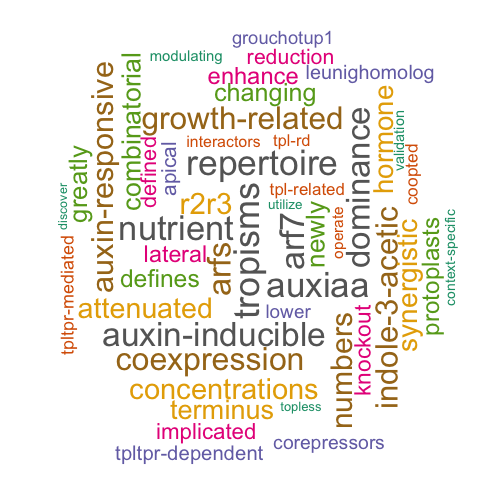 grouchotup1
modulating
reduction
leunighomolog
enhance
changing
combinatorial
auxin-responsive
growth-related
hormone
validation
greatly
defined
apical
interactors
tpl-rd
repertoire
dominance
coopted
discover
r2r3
tpl-related
utilize
newly
operate
nutrient
arf7
tropisms
arfs
lateral
indole-3-acetic
synergistic
protoplasts
context-specific
tpltpr-mediated
defines
auxiaa
attenuated
lower
auxin-inducible
numbers
knockout
coexpression
concentrations
terminus
topless
implicated
corepressors
tpltpr-dependent